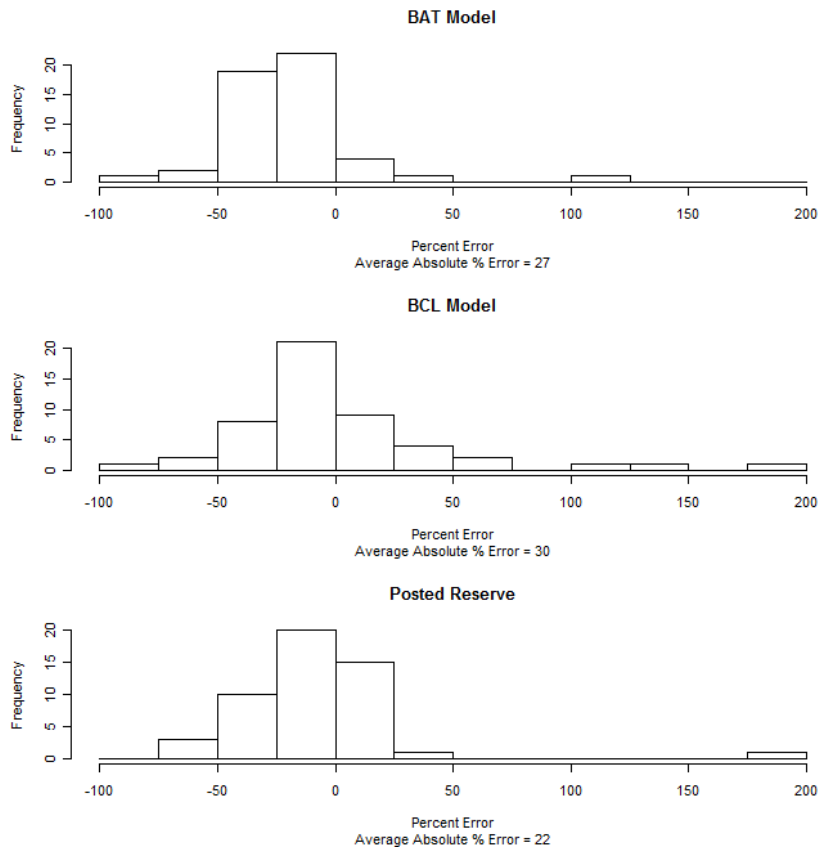 BAT Model
Frequency
0 5 10 15 20
-100 -50 0 50 100 150 200
Percent Error
Average Absolute % Error = 27
BCL Model
Frequency
0 5 10 15 20
-100 -50 0 50 100 150 200
Percent Error
Average Absolute % Error = 30
Posted Reserve
Frequency
0 5 10 15 20
-100 -50 0 50 100 150 200
Percent Error
Average Absolute % Error = 22